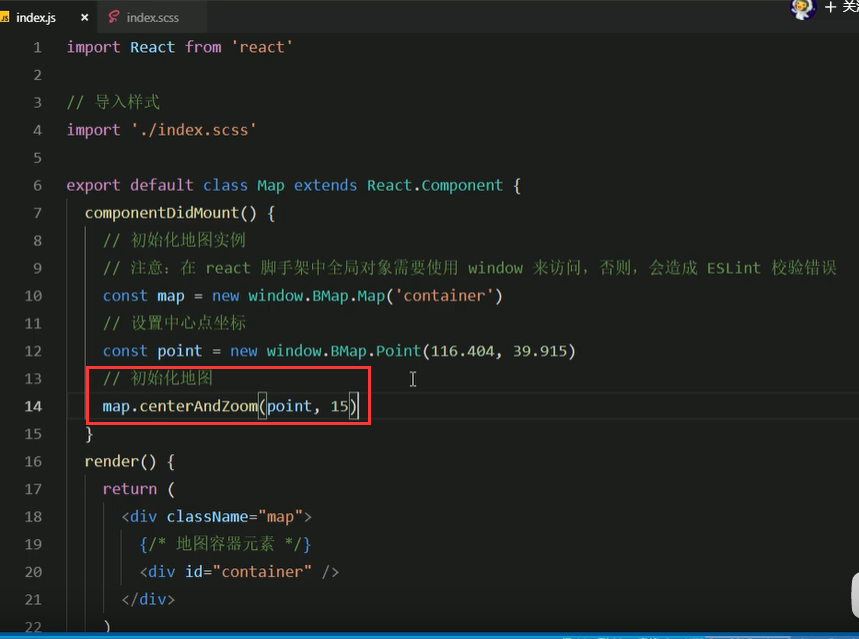 JS index.js × index.scss + 关
1 import React from 'react'
2
3 // 导入样式
4 import './index.scss'
5
6 export default class Map extends React.Component {
7 componentDidMount() {
8 // 初始化地图实例
9 // 注意: 在 react 脚手架中全局对象需要使用 window 来访问, 否则, 会造成 ESLint 校验错误
10 const map = new window.BMap.Map('container')
11 // 设置中心点坐标
12 const point = new window.BMap.Point(116.404, 39.915)
13 // 初始化地图
14 map.centerAndZoom(point, 15)
15 }
16 render() {
17 return (
18 <div className="map">
19 {/* 地图容器元素 */}
20 <div id="container" />
21 </div>
22 )